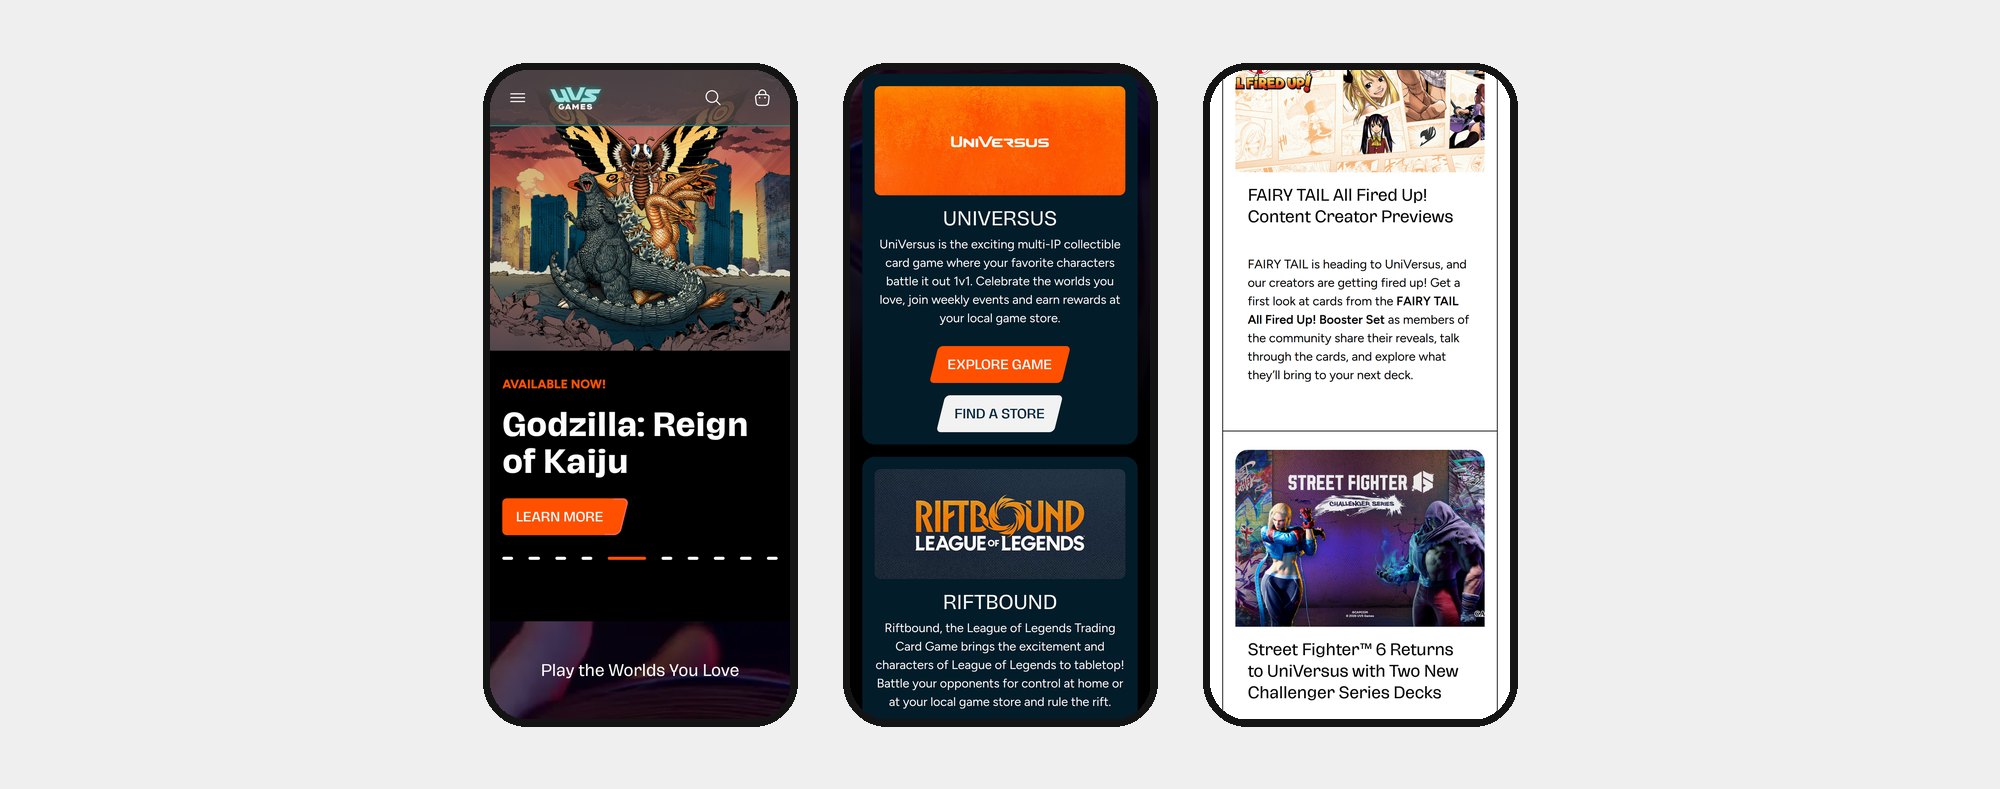 UVS
GAMES
AVAILABLE NOW!
Godzilla: Reign
of Kaiju
LEARN MORE
Play the Worlds You Love
UNIVERSUS
UNIVERSUS
UniVersus is the exciting multi-IP collectible
card game where your favorite characters
battle it out 1v1. Celebrate the worlds you
love, join weekly events and earn rewards at
your local game store.
EXPLORE GAME
FIND A STORE
RIFTBOUND
LEAGUE OF LEGENDS
RIFTBOUND
Riftbound, the League of Legends Trading
Card Game brings the excitement and
characters of League of Legends to tabletop!
Battle your opponents for control at home or
at your local game store and rule the rift.
L FIRED UP!
FAIRY TAIL All Fired Up!
Content Creator Previews
FAIRY TAIL is heading to UniVersus, and
our creators are getting fired up! Get a
first look at cards from the FAIRY TAIL
All Fired Up! Booster Set as members of
the community share their reveals, talk
through the cards, and explore what
they’ll bring to your next deck.
STREET FIGHTER 6
CHALLENGER SERIES
©CAPCOM
Street Fighter™ 6 Returns
to UniVersus with Two New
Challenger Series Decks